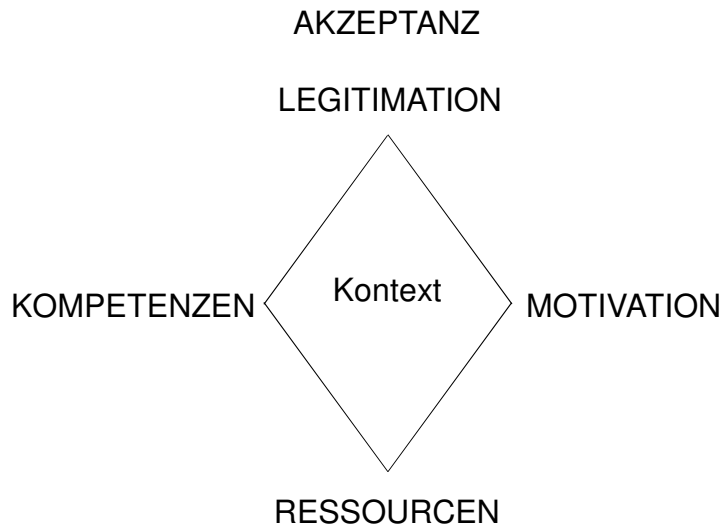 AKZEPTANZ
LEGITIMATION
KOMPETENZEN
Kontext
MOTIVATION
RESSOURCEN